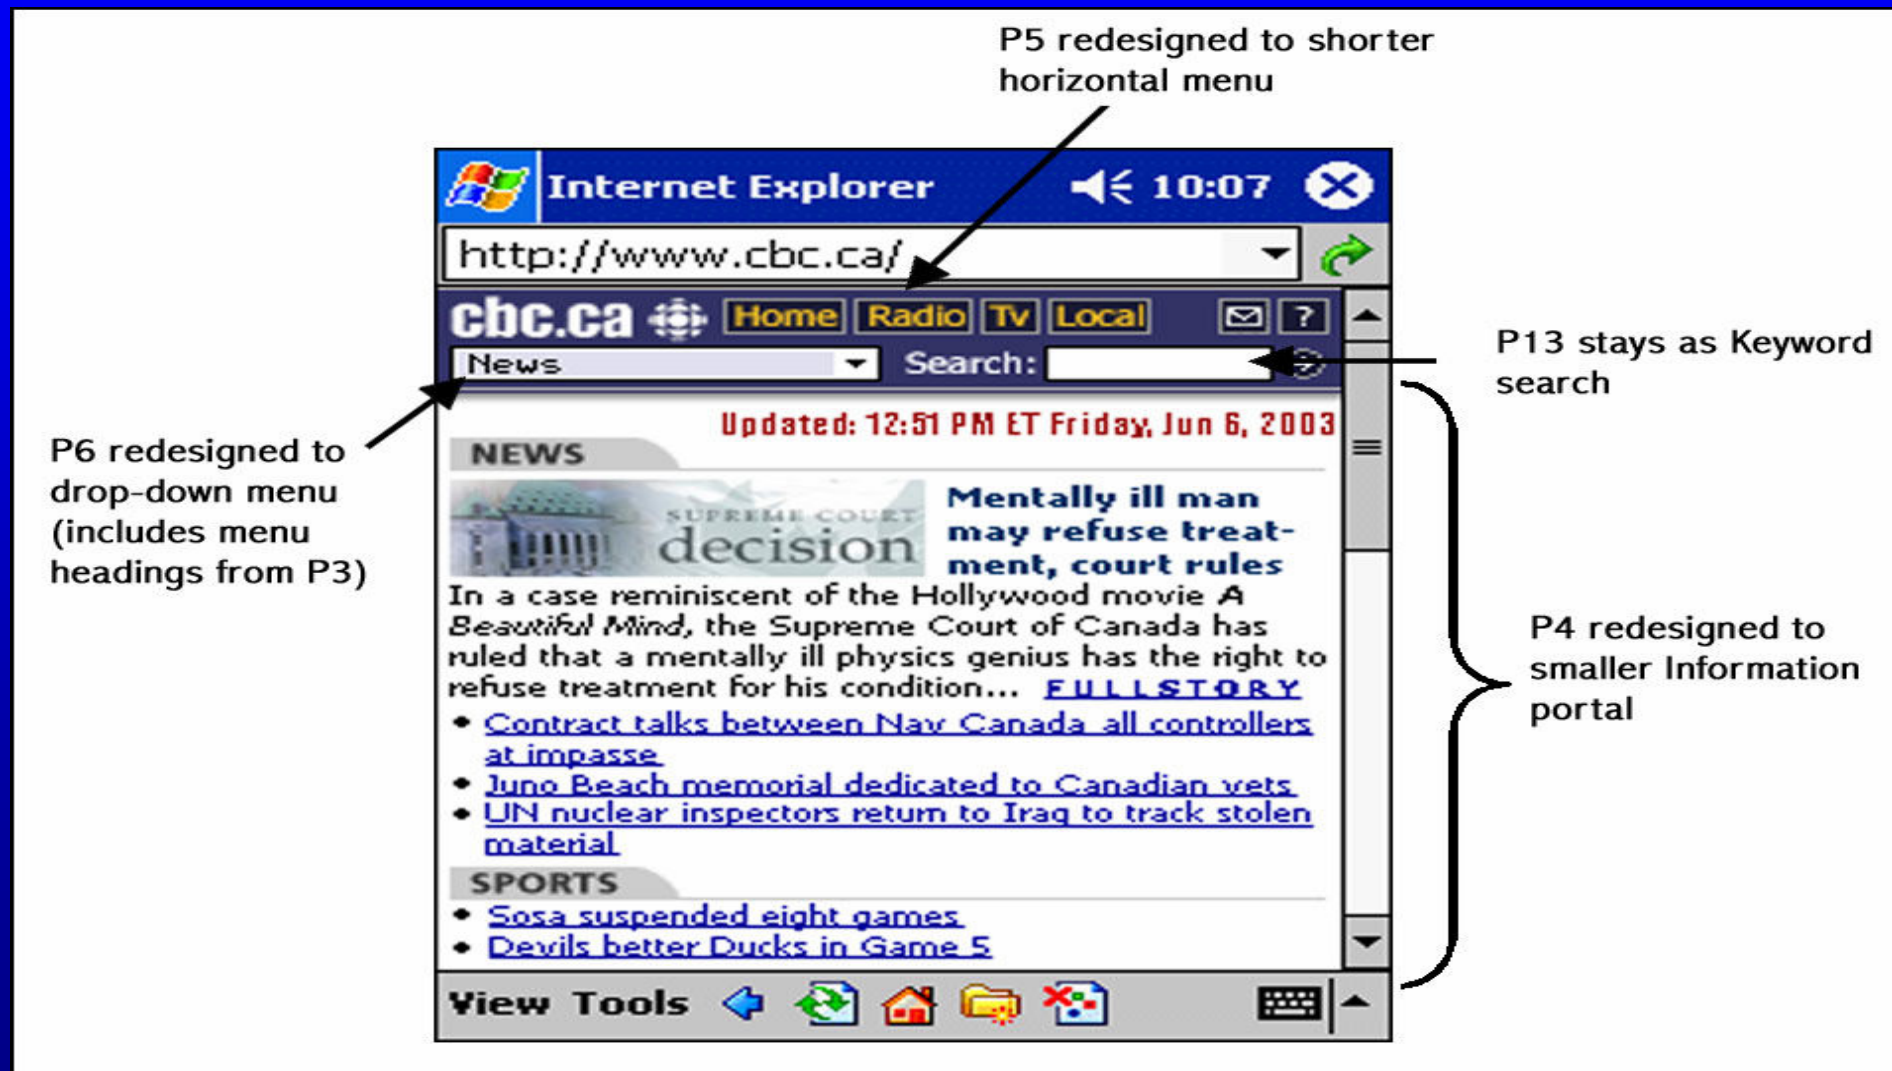 P5 redesigned to shorter
horizontal menu
Internet Explorer 10:07
http://www.cbc.ca/
cbc.ca Home Radio Tv Local ?
News Search:
P13 stays as Keyword
search
Updated: 12:51 PM ET Friday, Jun 6, 2003
NEWS
P6 redesigned to
drop-down menu
(includes menu
headings from P3)
SUPREME COURT
decision
Mentally ill man
may refuse treat-
ment, court rules
In a case reminiscent of the Hollywood movie A
Beautiful Mind, the Supreme Court of Canada has
ruled that a mentally ill physics genius has the right to
refuse treatment for his condition... FULLSTORY
P4 redesigned to
smaller Information
portal
• Contract talks between Nav Canada all controllers
at impasse
• Juno Beach memorial dedicated to Canadian vets
• UN nuclear inspectors return to Iraq to track stolen
material
SPORTS
• Sosa suspended eight games
• Devils better Ducks in Game 5
View Tools